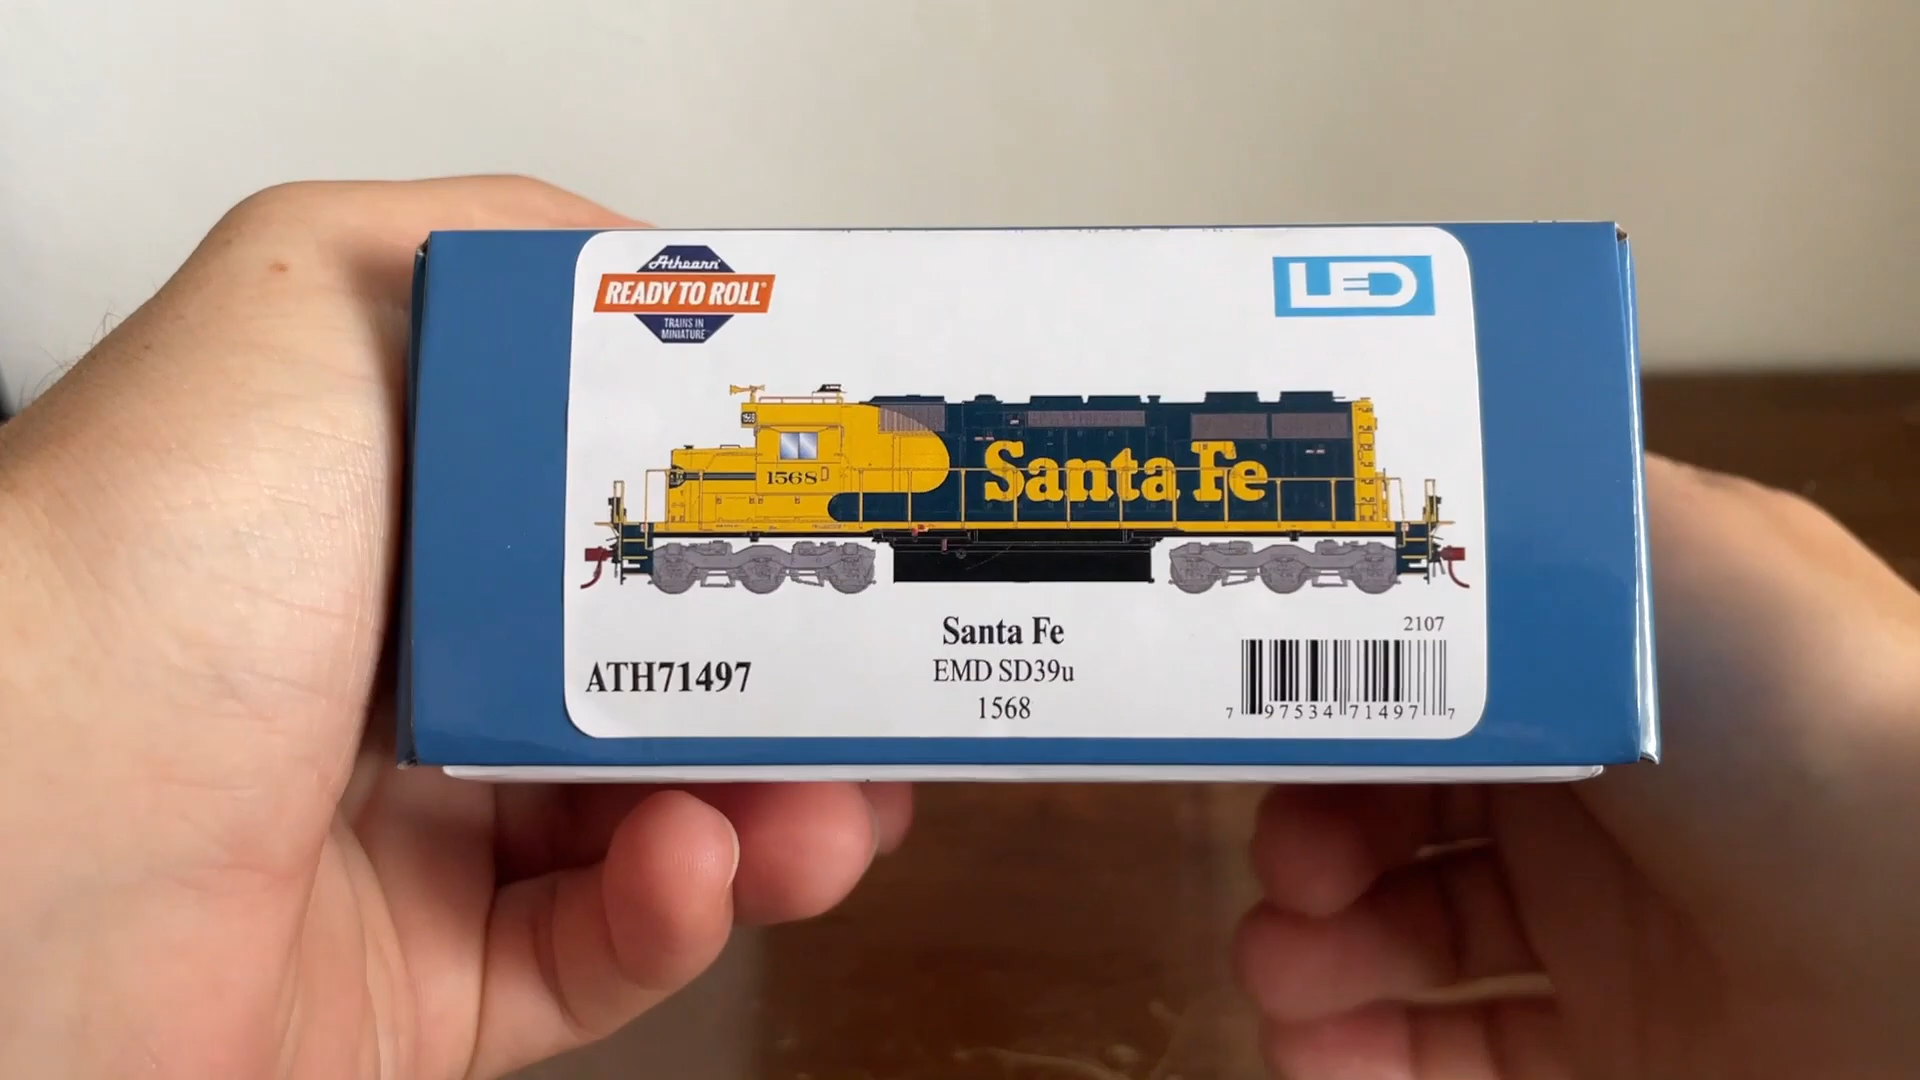 Athearn
READY TO ROLL®
TRAINS IN
MINIATURE
LED
1568
Santa Fe
Santa Fe
EMD SD39u
1568
ATH71497
2107
7 97534 71497 7